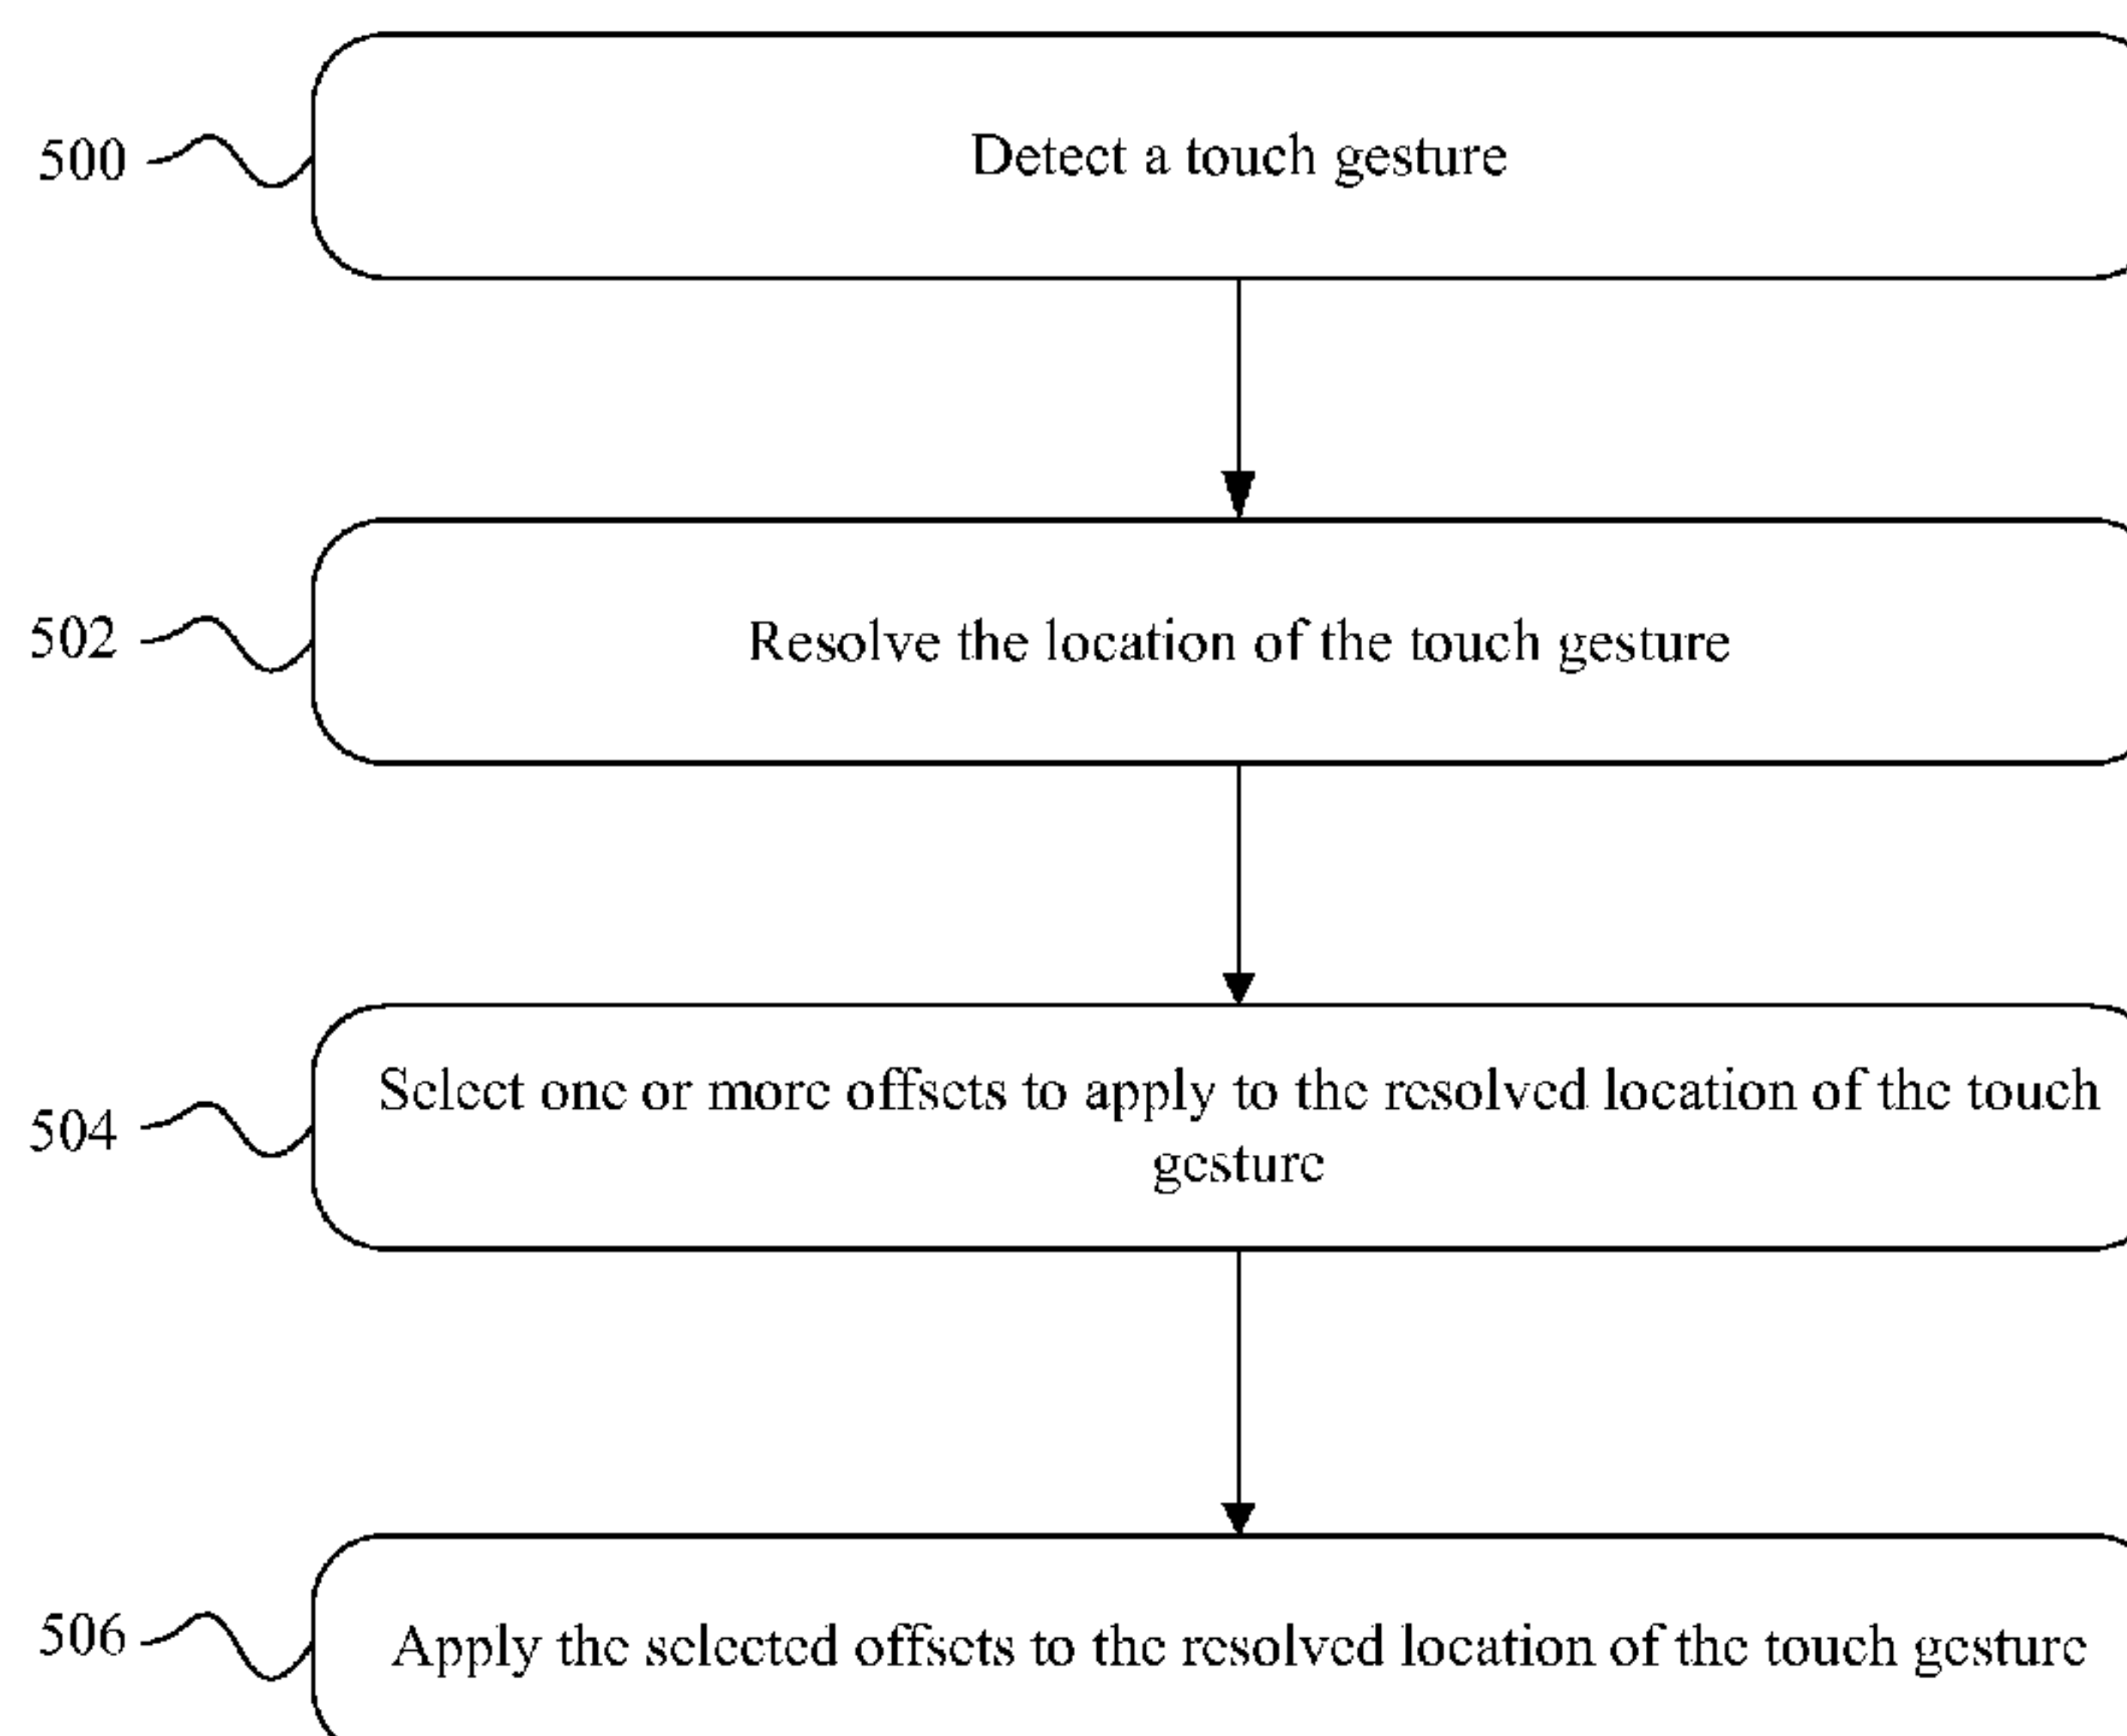 500
Detect a touch gesture
502
Resolve the location of the touch gesture
504
Select one or more offsets to apply to the resolved location of the touch
gesture
506
Apply the selected offsets to the resolved location of the touch gesture